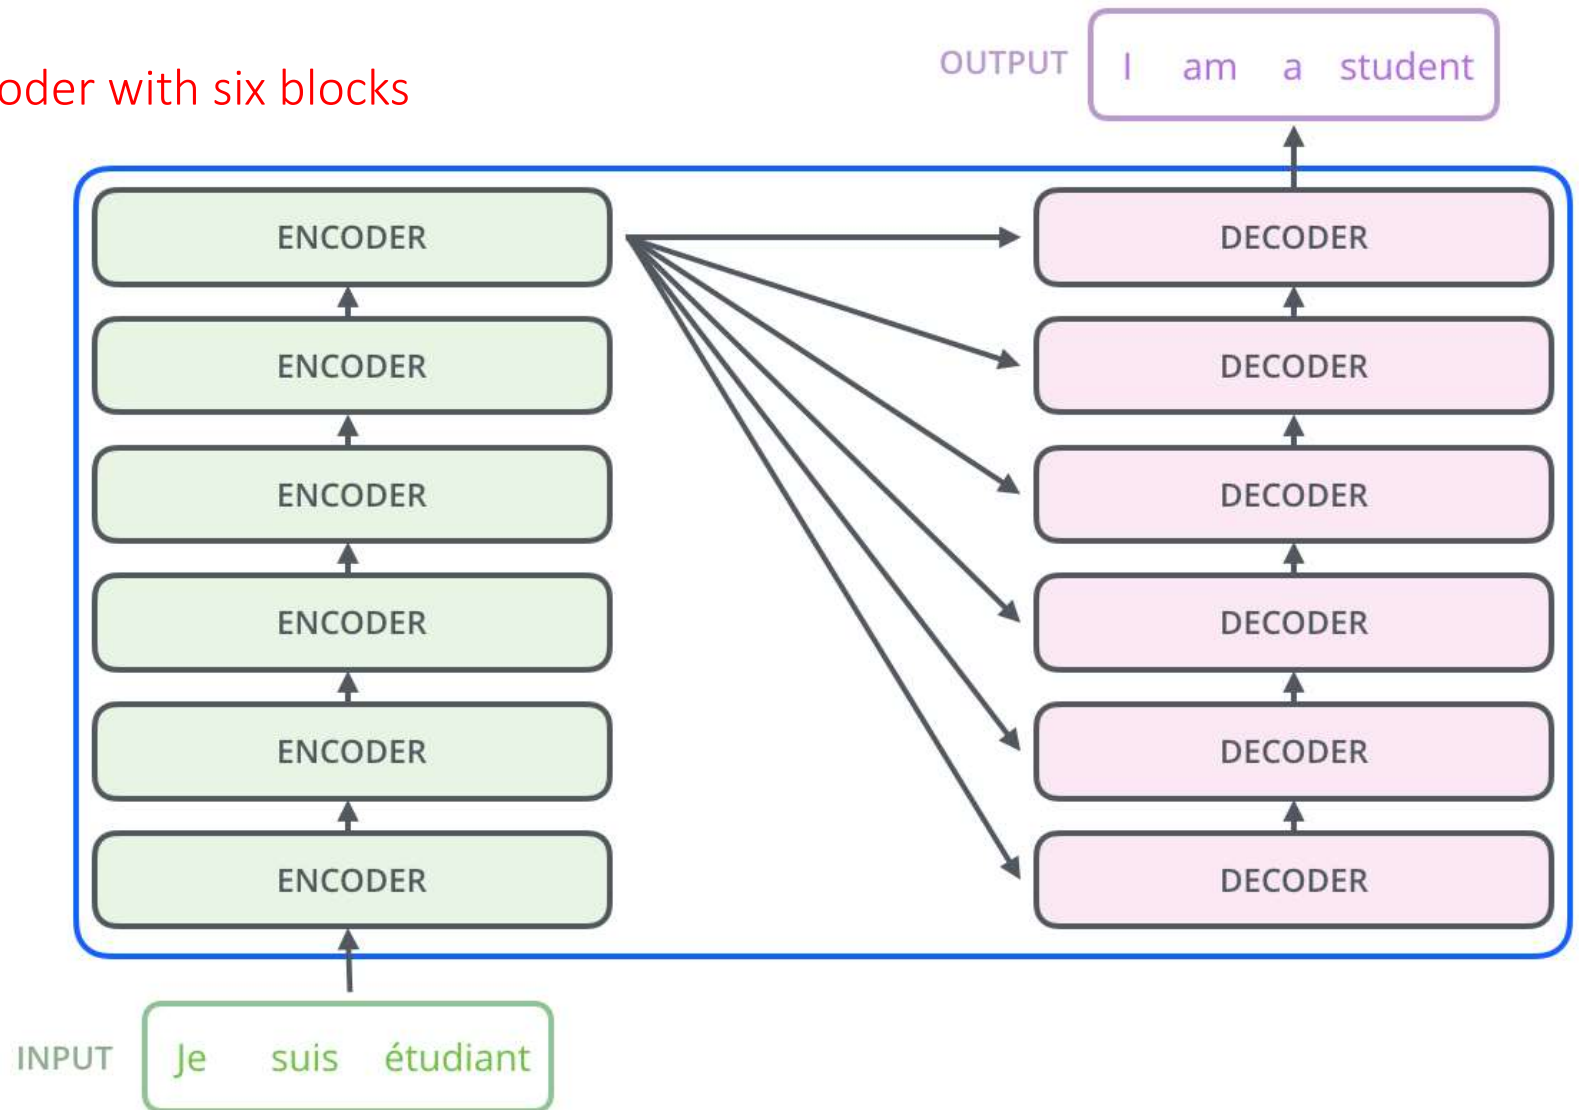 oder with six blocks
OUTPUT I am a student
ENCODER DECODER
ENCODER DECODER
ENCODER DECODER
ENCODER DECODER
ENCODER DECODER
ENCODER DECODER
INPUT Je suis étudiant